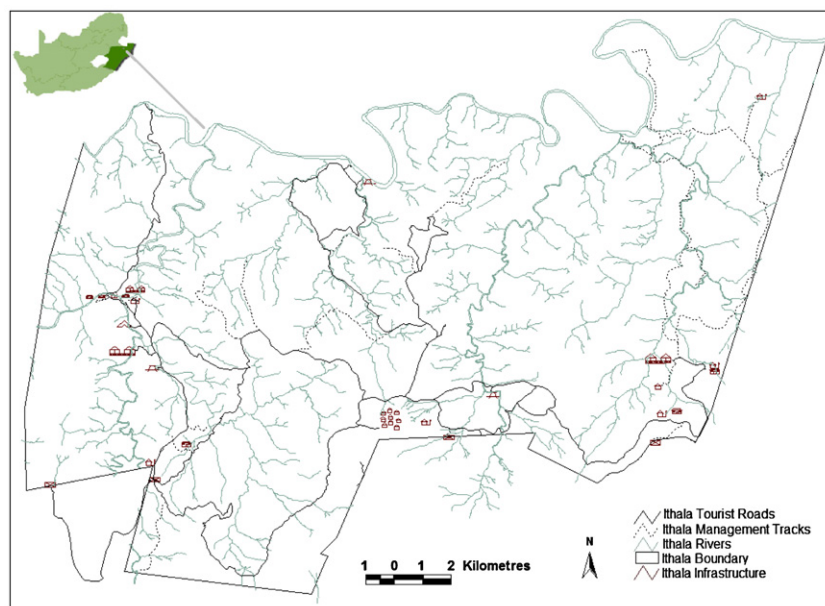 N
1 0 1 2 Kilometres
Ithala Tourist Roads
Ithala Management Tracks
Ithala Rivers
Ithala Boundary
Ithala Infrastructure